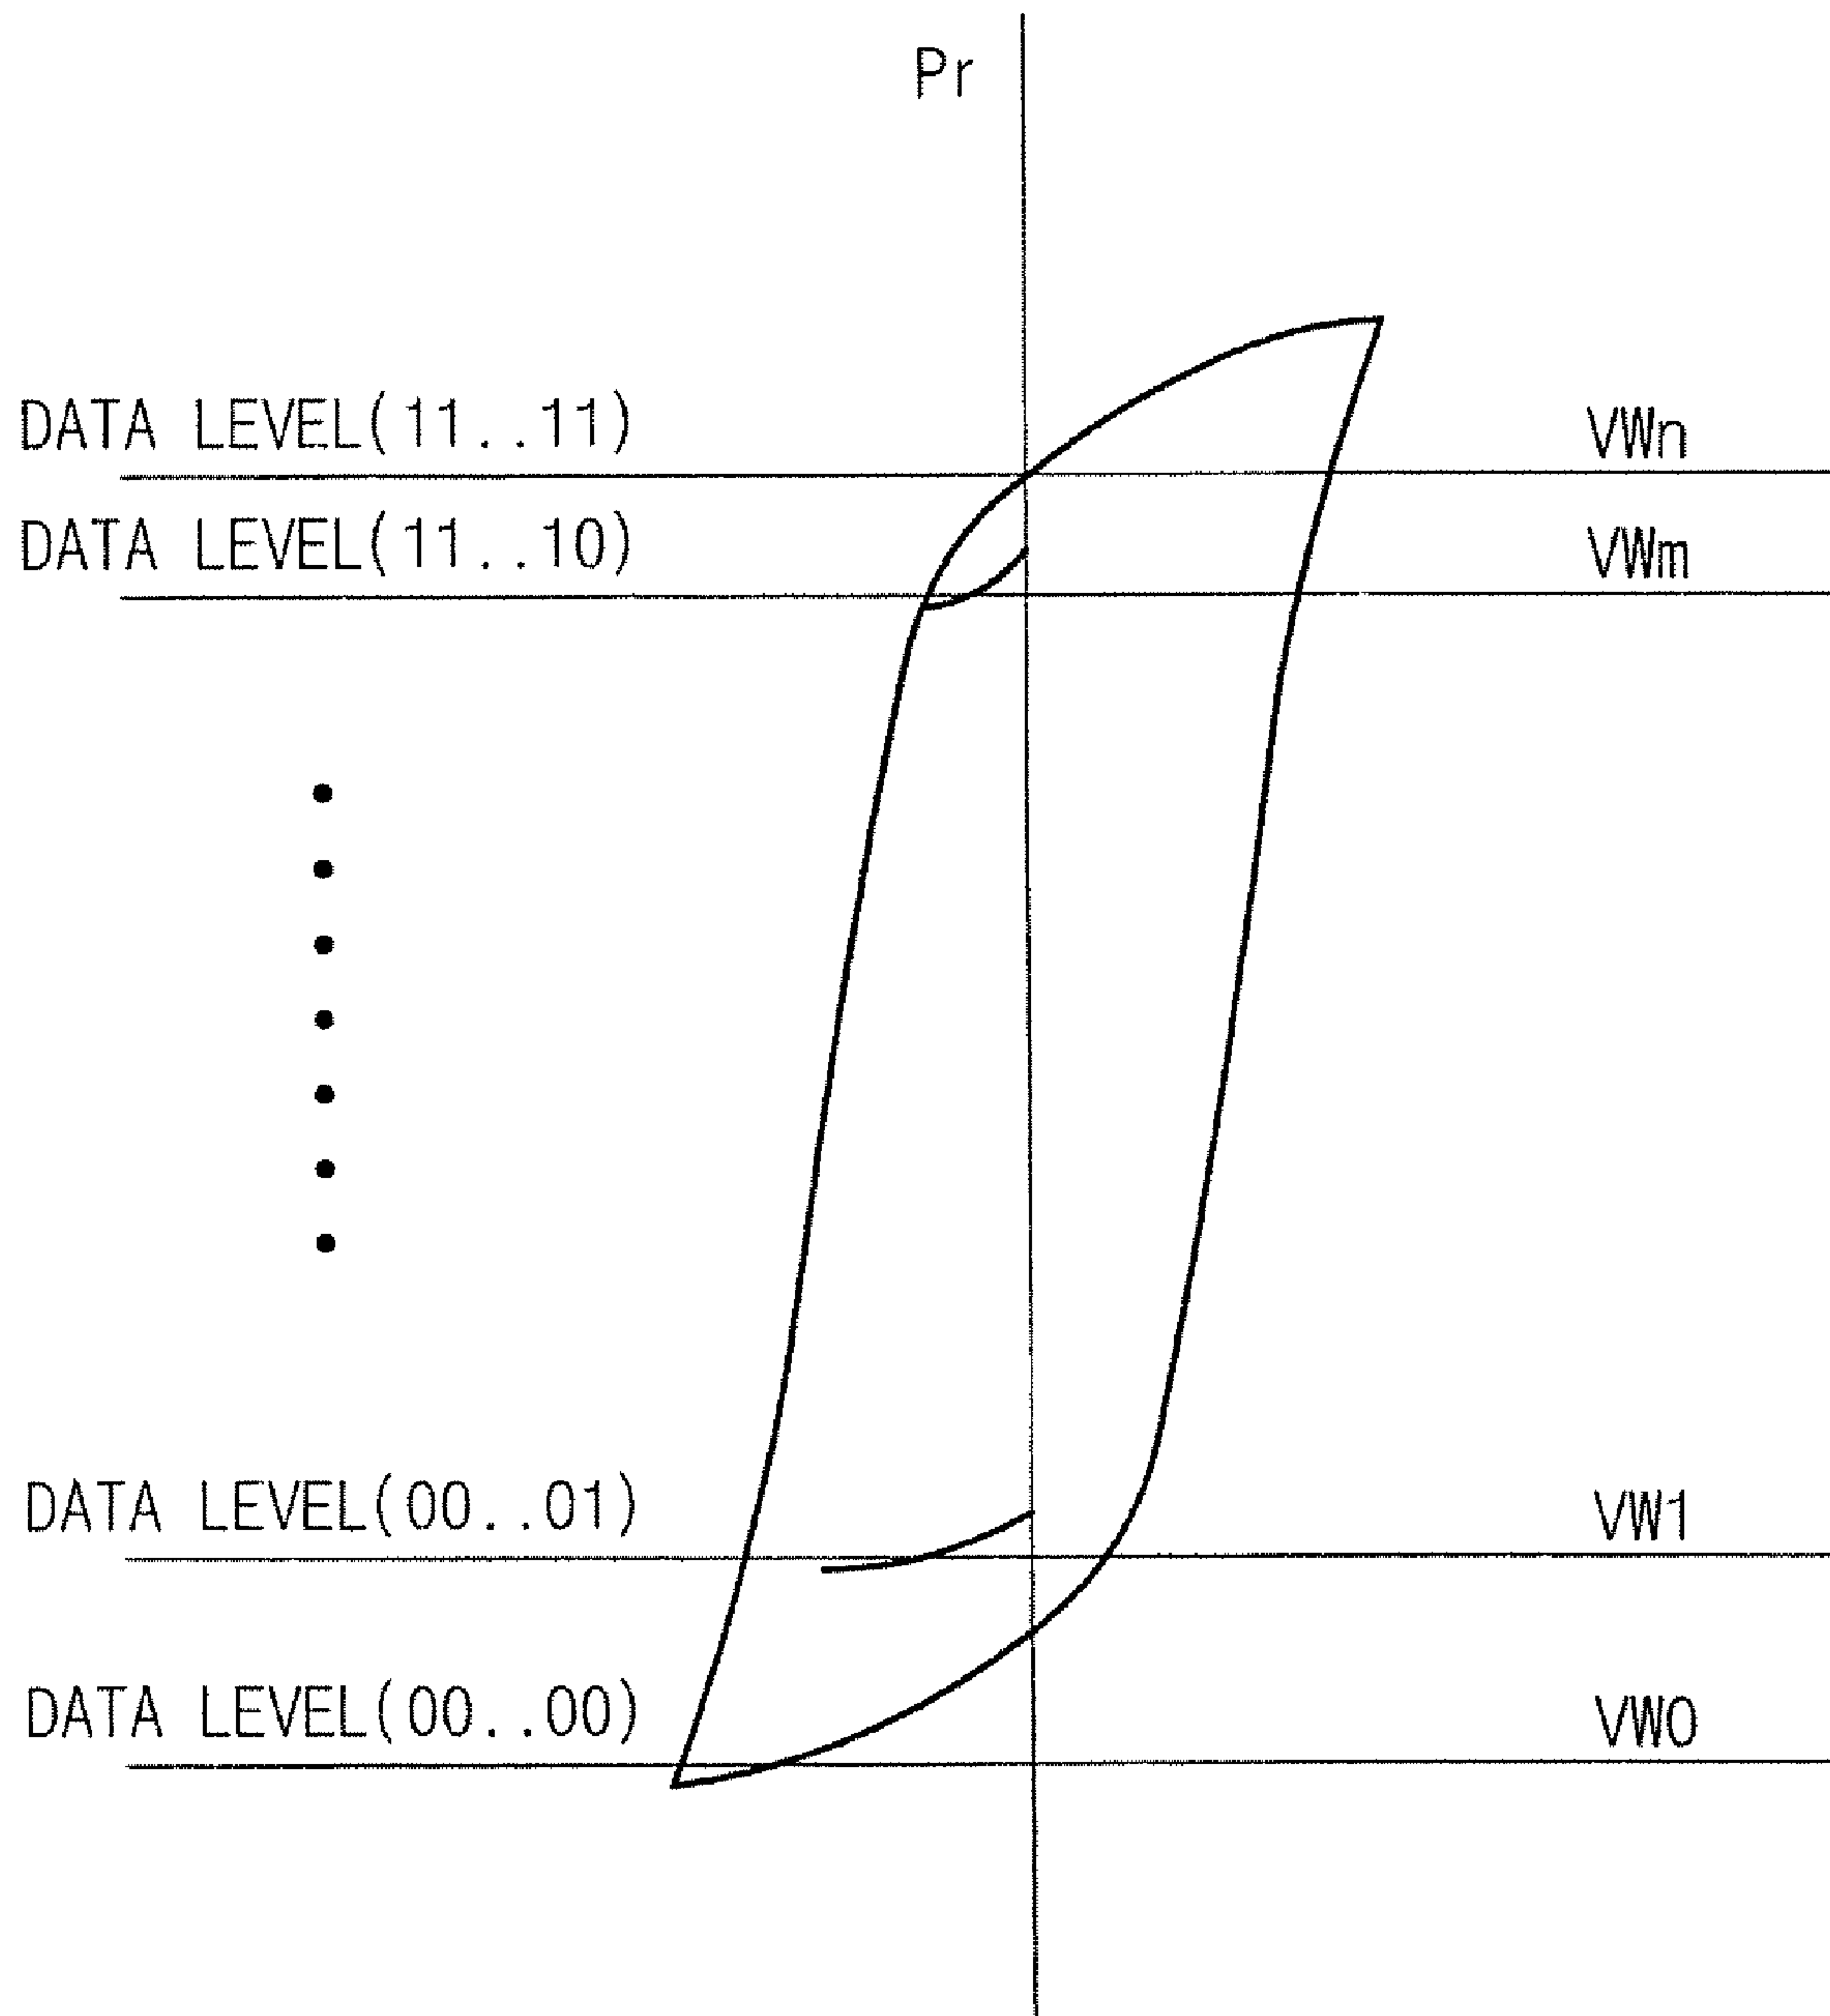 Pr
DATA LEVEL(11..11) VWn
DATA LEVEL(11..10) VWm
DATA LEVEL(00..01) VW1
DATA LEVEL(00..00) VW0